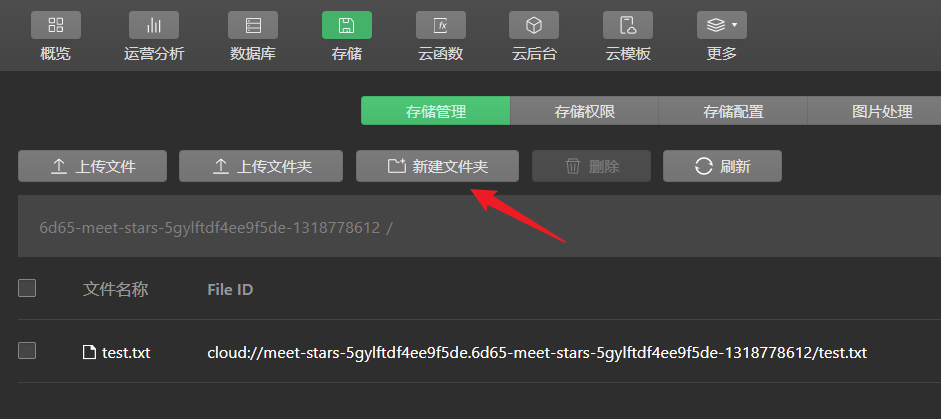 概览 运营分析 数据库 存储 云函数 云后台 云模板 更多
存储管理 存储权限 存储配置 图片处理
上传文件 上传文件夹 新建文件夹 删除 刷新
6d65-meet-stars-5gylftdf4ee9f5de-1318778612 /
文件名称 File ID
test.txt cloud://meet-stars-5gylftdf4ee9f5de.6d65-meet-stars-5gylftdf4ee9f5de-1318778612/test.txt